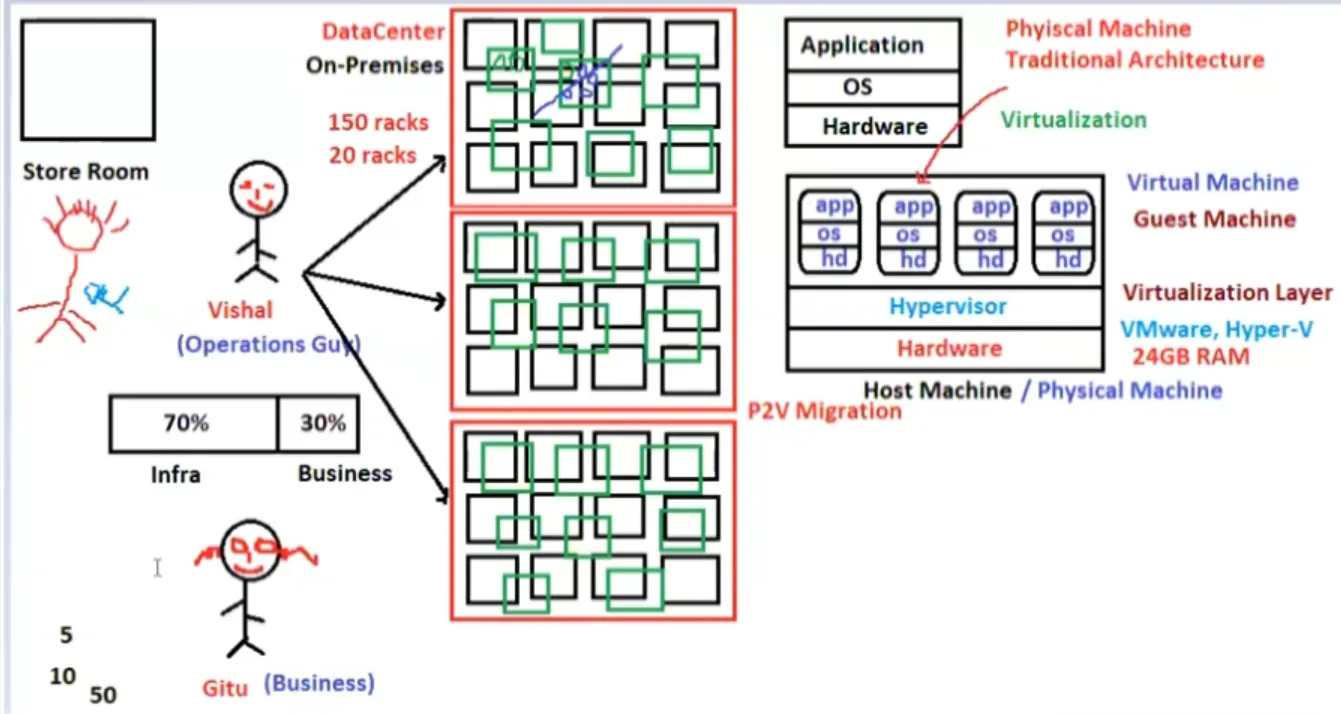 DataCenter
On-Premises
150 racks
20 racks
Store Room
Vishal
(Operations Guy)
70%
30%
Infra
Business
Gitu (Business)
5
10
50
P2V Migration
Application
OS
Hardware
Phyiscal Machine
Traditional Architecture
Virtualization
app
os
hd
app
os
hd
app
os
hd
app
os
hd
Hypervisor
Hardware
Virtual Machine
Guest Machine
Virtualization Layer
VMware, Hyper-V
24GB RAM
Host Machine / Physical Machine